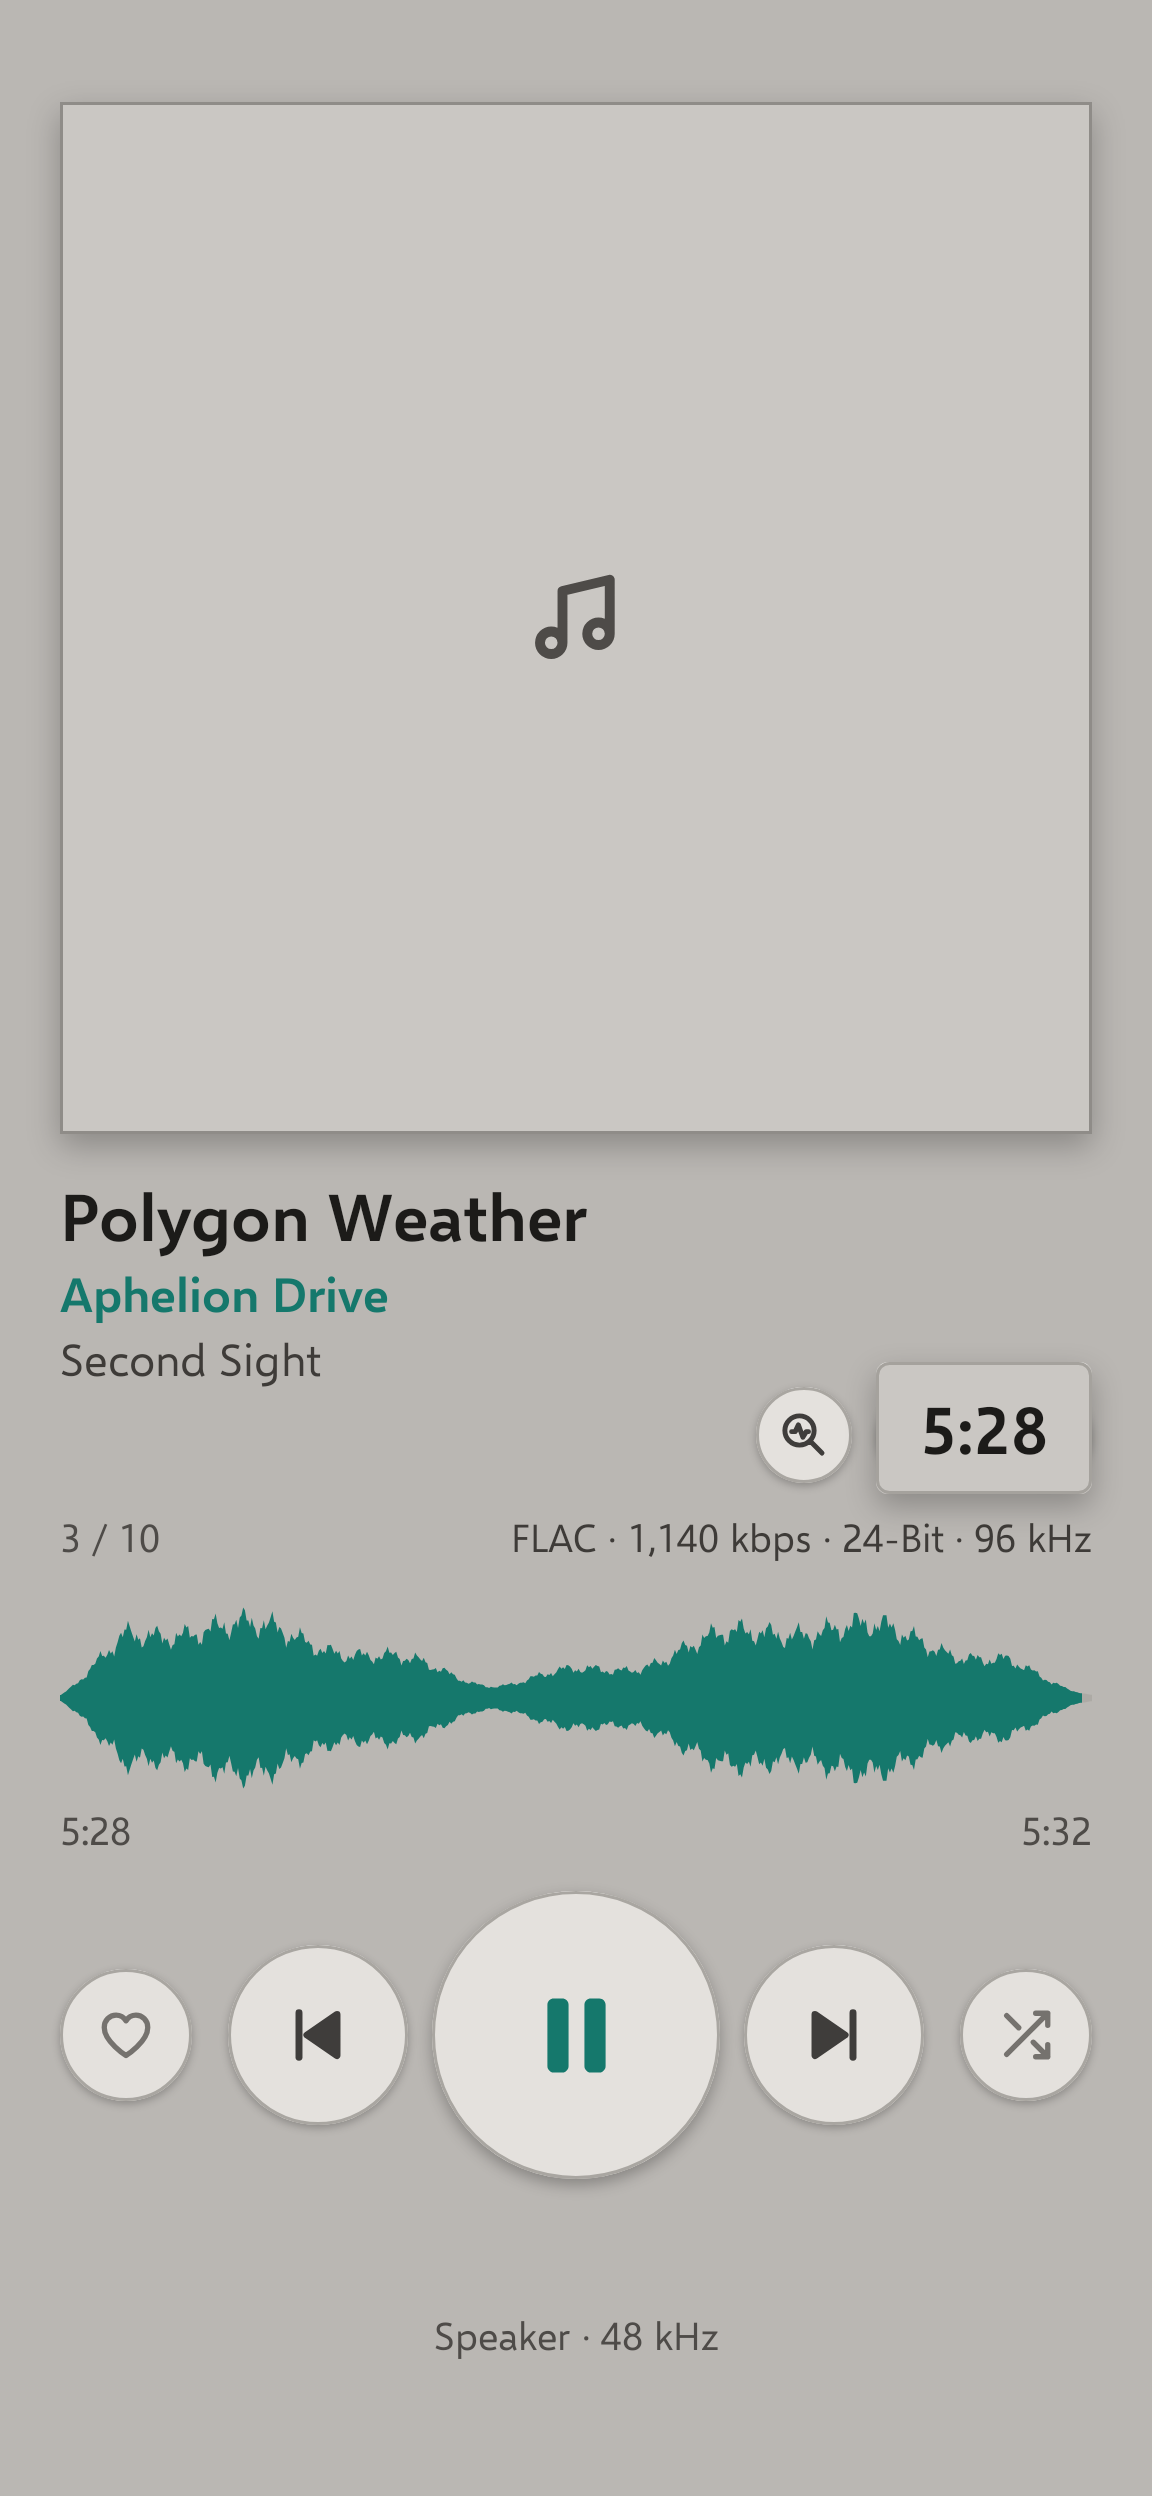 Polygon Weather
Aphelion Drive
Second Sight
5:28
3 / 10
FLAC · 1,140 kbps · 24-Bit · 96 kHz
5:28
5:32
Speaker · 48 kHz